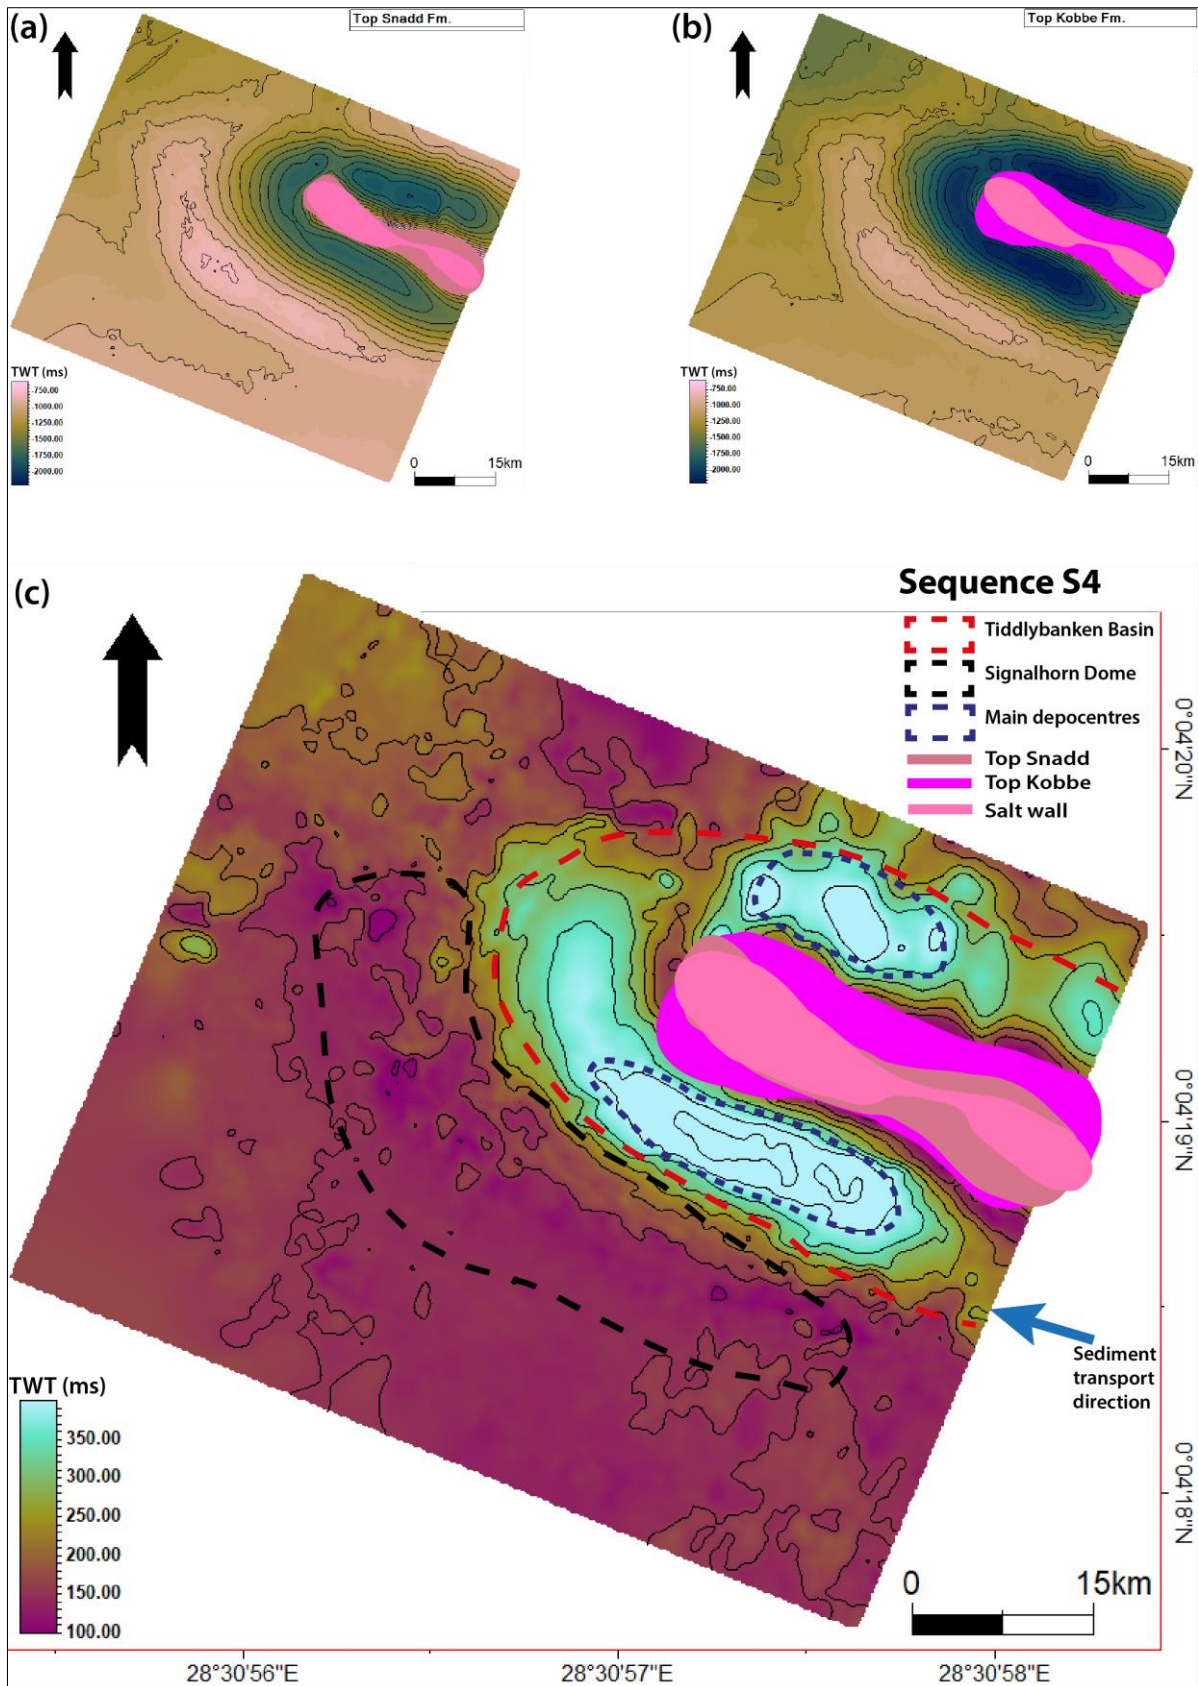 (a)
Top Snadd Fm.
TWT (ms)
-750.00
-1000.00
-1250.00
-1500.00
-1750.00
-2000.00
0 15km
(b)
Top Kobbe Fm.
TWT (ms)
-750.00
-1000.00
-1250.00
-1500.00
-1750.00
-2000.00
0 15km
(c)
Sequence S4
Tiddlybanken Basin
Signalhorn Dome
Main depocentres
Top Snadd
Top Kobbe
Salt wall
0°04'20"N
0°04'19"N
0°04'18"N
Sediment
transport
direction
TWT (ms)
350.00
300.00
250.00
200.00
150.00
100.00
0 15km
28°30'56"E
28°30'57"E
28°30'58"E